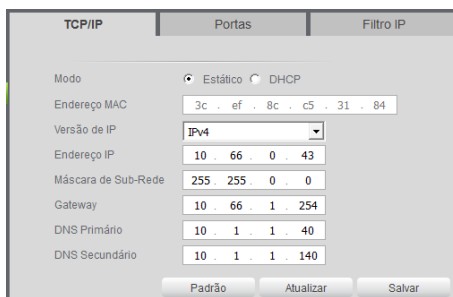 TCP/IP Portas Filtro IP
Modo Estático DHCP
Endereço MAC 3c . ef . 8c . c5 . 31 . 84
Versão de IP IPv4
Endereço IP 10 . 66 . 0 . 43
Máscara de Sub-Rede 255 . 255 . 0 . 0
Gateway 10 . 66 . 1 . 254
DNS Primário 10 . 1 . 1 . 40
DNS Secundário 10 . 1 . 1 . 140
Padrão Atualizar Salvar